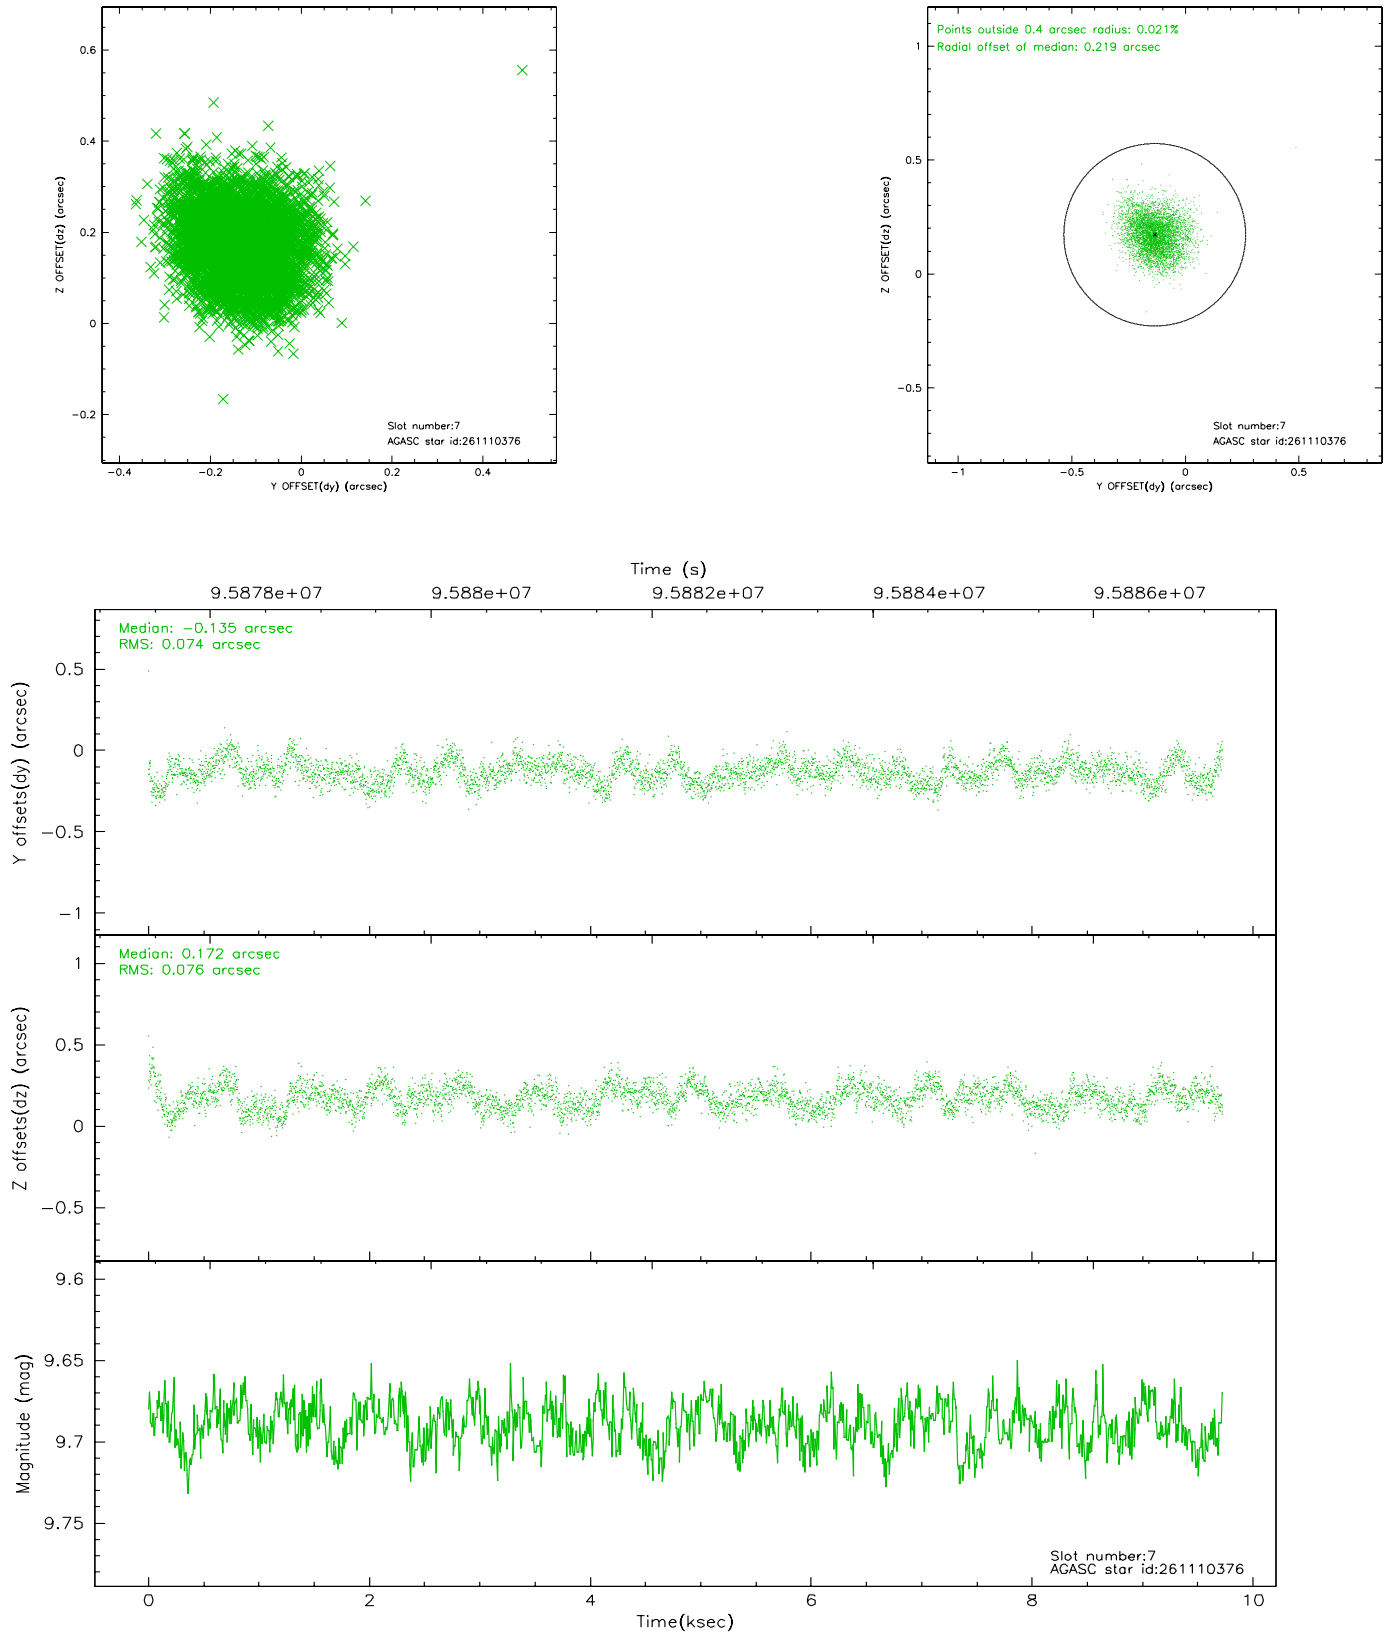 0.6
0.4
0.2
0
−0.2
−0.4
−0.2
0
0.2
0.4
Z OFFSET(dz) (arcsec)
Y OFFSET(dy) (arcsec)
Slot number:7
AGASC star id:261110376
Points outside 0.4 arcsec radius: 0.021%
Radial offset of median: 0.219 arcsec
1
0.5
0
−0.5
−1
−0.5
0
0.5
Z OFFSET(dz) (arcsec)
Y OFFSET(dy) (arcsec)
Slot number:7
AGASC star id:261110376
Time (s)
9.5878e+07
9.588e+07
9.5882e+07
9.5884e+07
9.5886e+07
Median: −0.135 arcsec
RMS: 0.074 arcsec
0.5
0
−0.5
−1
Y offsets(dy) (arcsec)
Median: 0.172 arcsec
RMS: 0.076 arcsec
1
0.5
0
−0.5
Z offsets(dz) (arcsec)
9.6
9.65
9.7
9.75
Magnitude (mag)
Slot number:7
AGASC star id:261110376
0
2
4
6
8
10
Time(ksec)